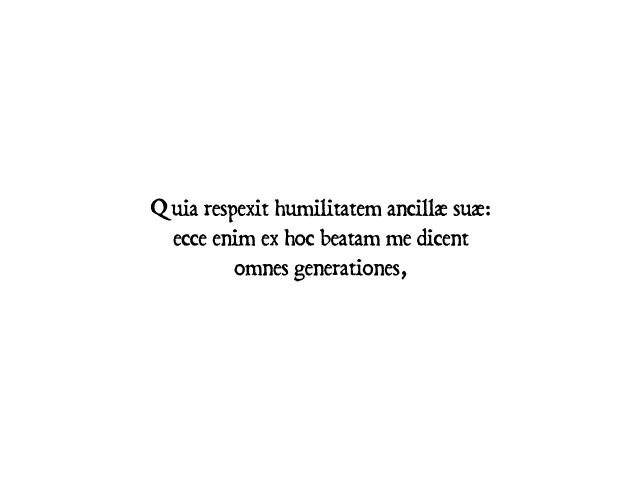 Quia respexit humilitatem ancillæ suæ:
ecce enim ex hoc beatam me dicent
omnes generationes,